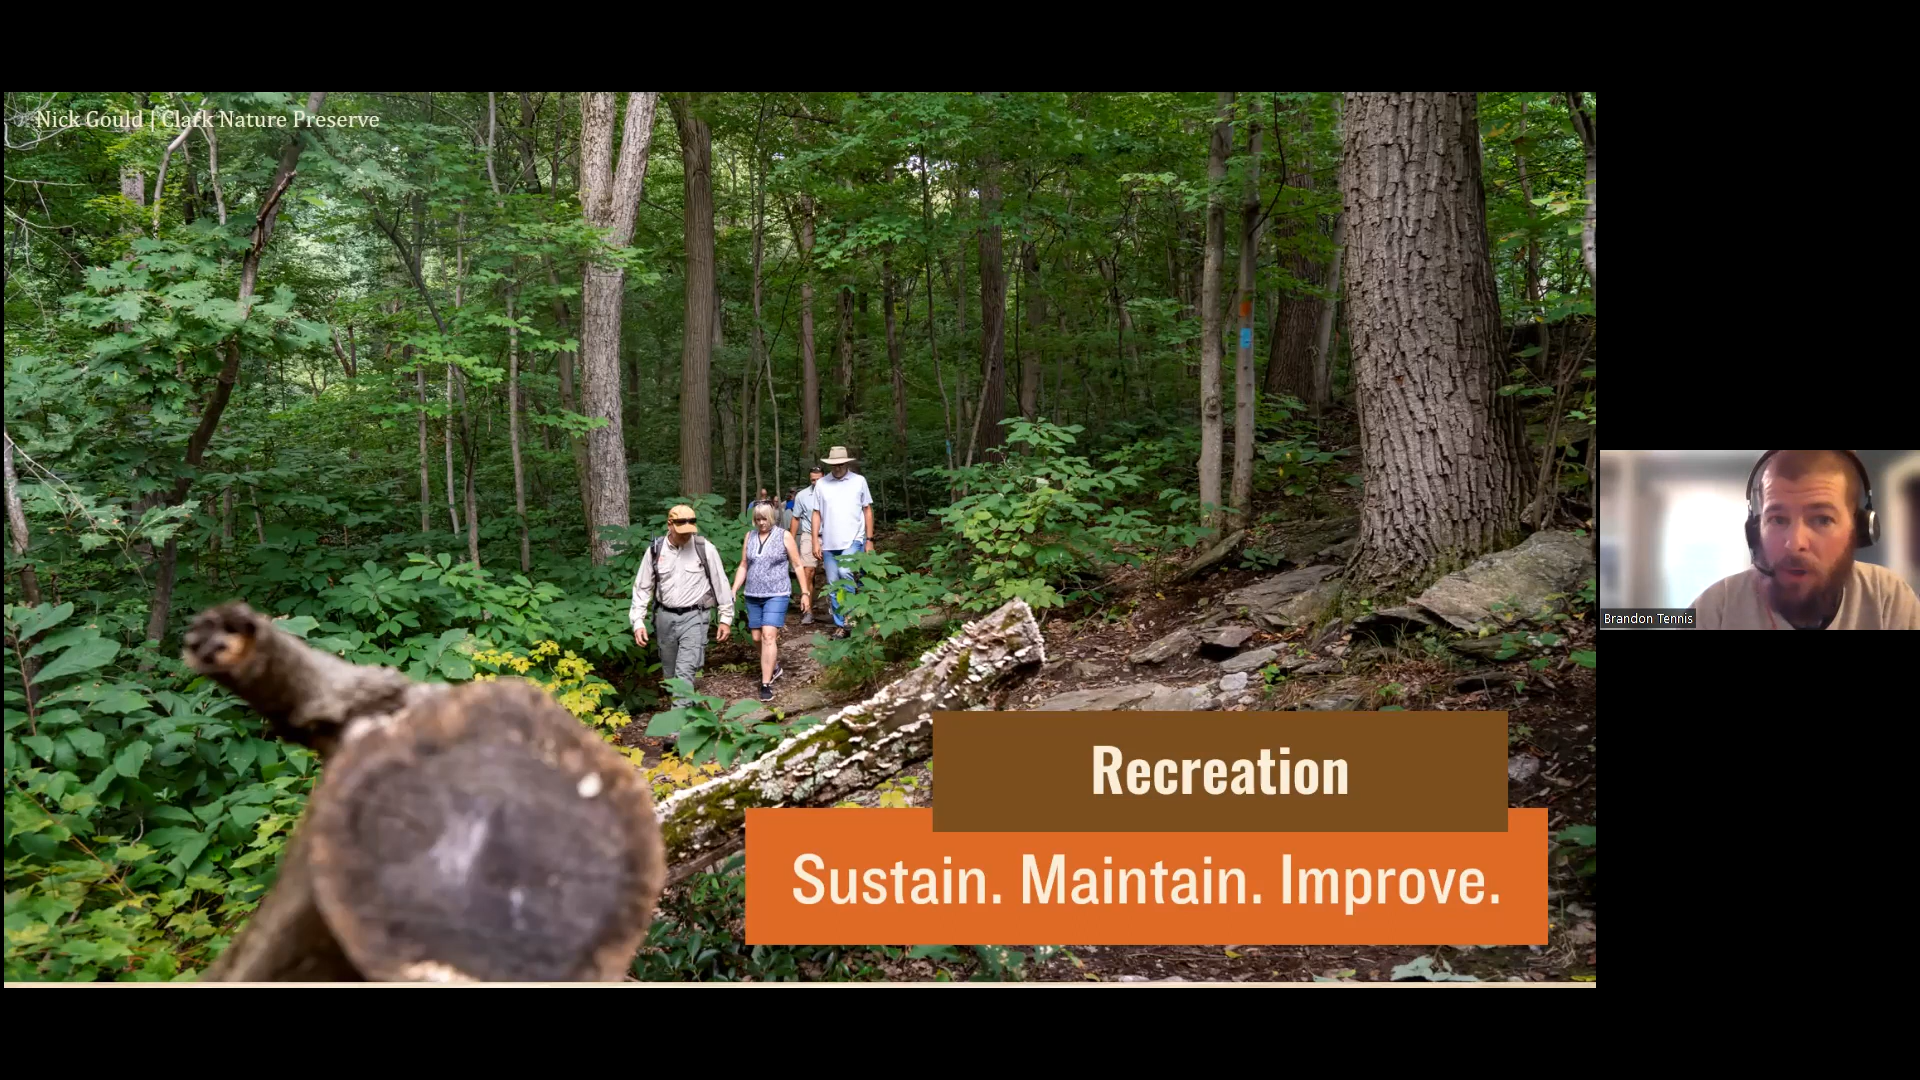 Nick Gould | Clark Nature Preserve
Recreation
Sustain. Maintain. Improve.
Brandon Tennis